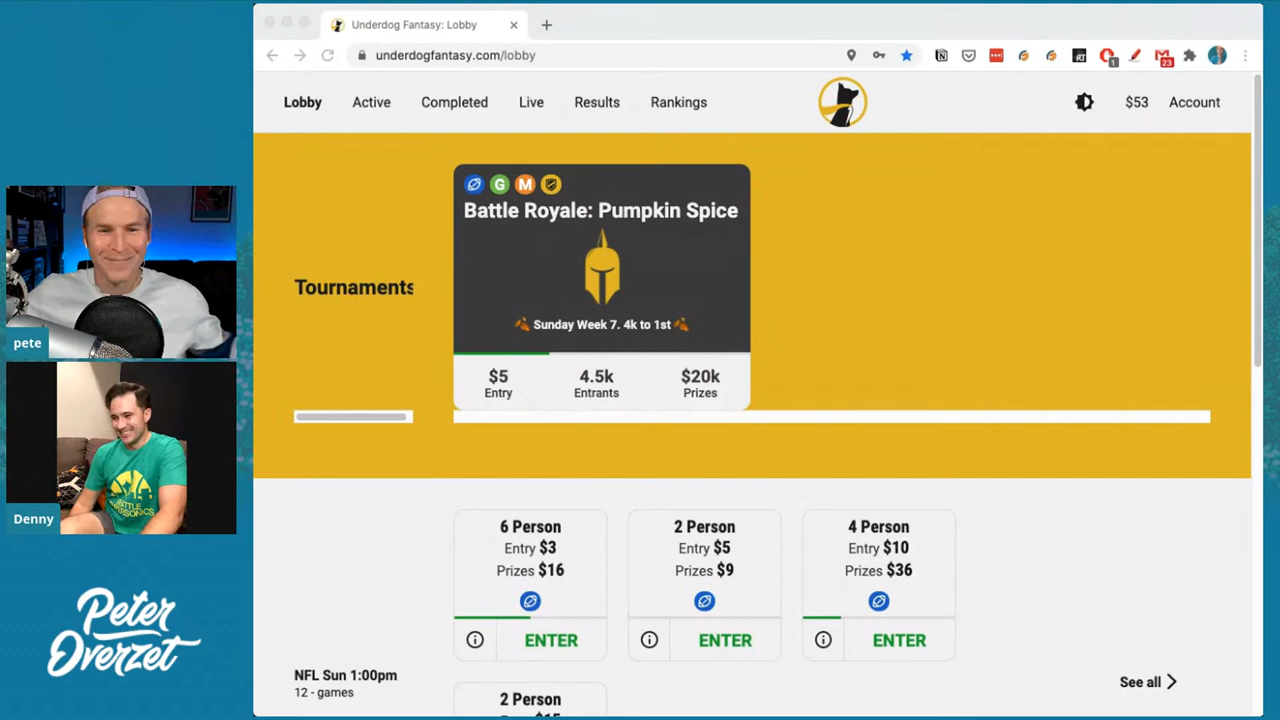 Underdog Fantasy: Lobby
underdogfantasy.com/lobby
1
23
Lobby
Active
Completed
Live
Results
Rankings
$53
Account
Tournaments
G M
Battle Royale: Pumpkin Spice
Sunday Week 7. 4k to 1st
$5
Entry
4.5k
Entrants
$20k
Prizes
6 Person
Entry $3
Prizes $16
ENTER
2 Person
Entry $5
Prizes $9
ENTER
4 Person
Entry $10
Prizes $36
ENTER
NFL Sun 1:00pm
12 - games
See all
2 Person
pete
Denny
Peter
Overzet